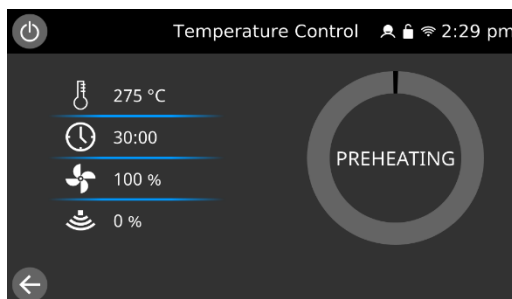 Temperature Control 2:29 pm
275 °C
30:00
100 %
0 %
PREHEATING